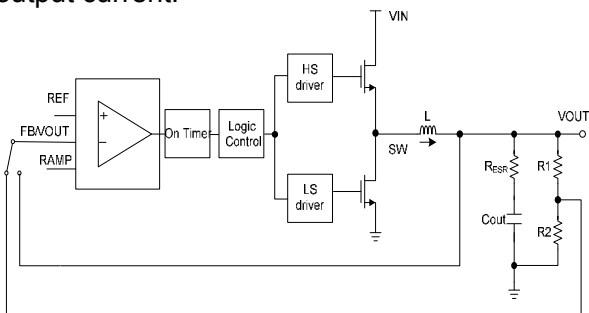 output current.
VIN
HS
driver
REF
+
FB/VOUT
-
RAMP
On Timer
Logic
Control
L
VOUT
SW
LS
driver
RESR
R1
Cout
R2